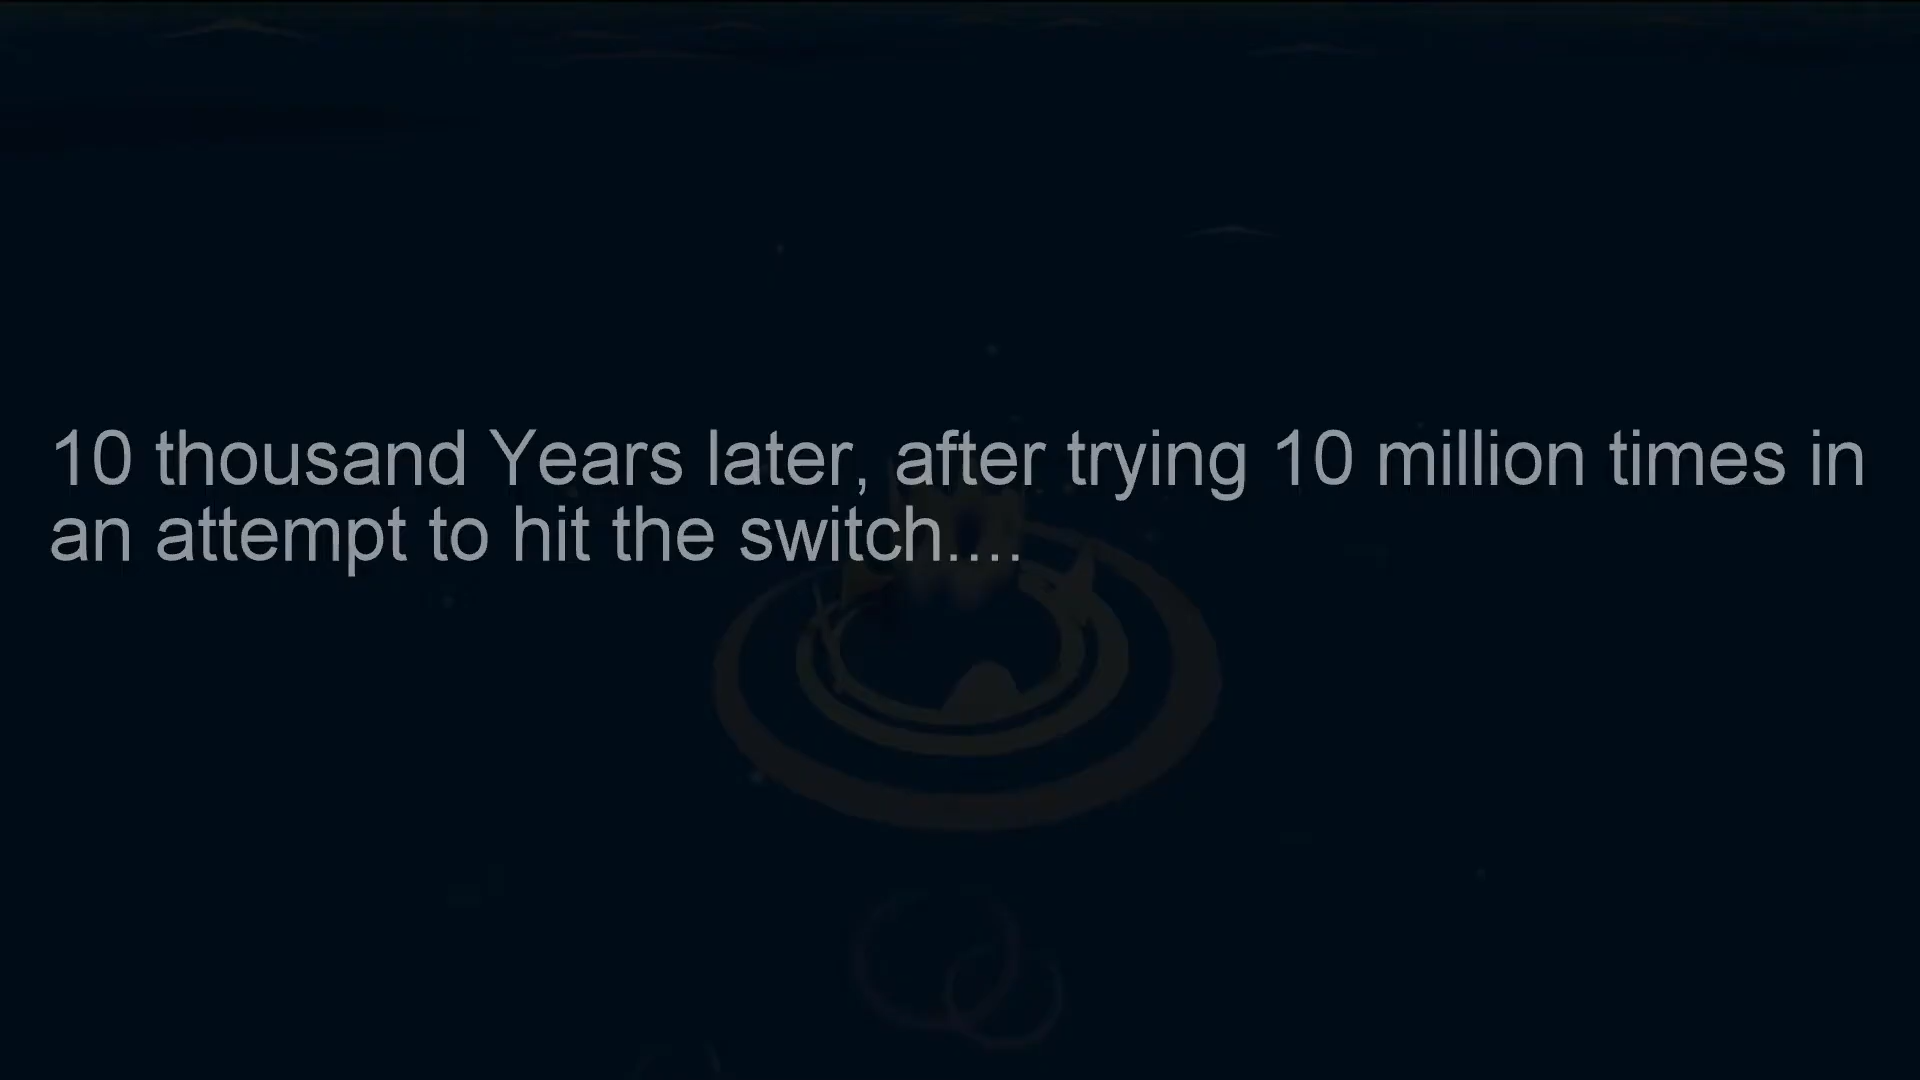 10 thousand Years later, after trying 10 million times in
an attempt to hit the switch....